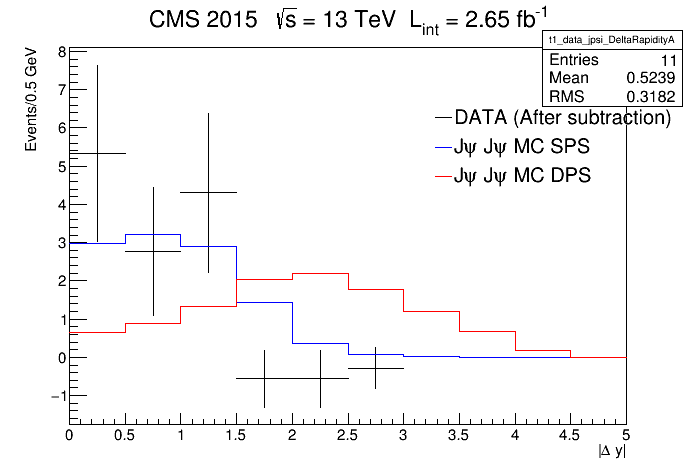 CMS 2015 √s = 13 TeV L_int = 2.65 fb⁻¹
t1_data_jpsi_DeltaRapidityA
Entries 11
Mean 0.5239
RMS 0.3182
DATA (After subtraction)
Jψ Jψ MC SPS
Jψ Jψ MC DPS
Events/0.5 GeV
8
7
6
5
4
3
2
1
0
−1
0 0.5 1 1.5 2 2.5 3 3.5 4 4.5 5
|Δ y|